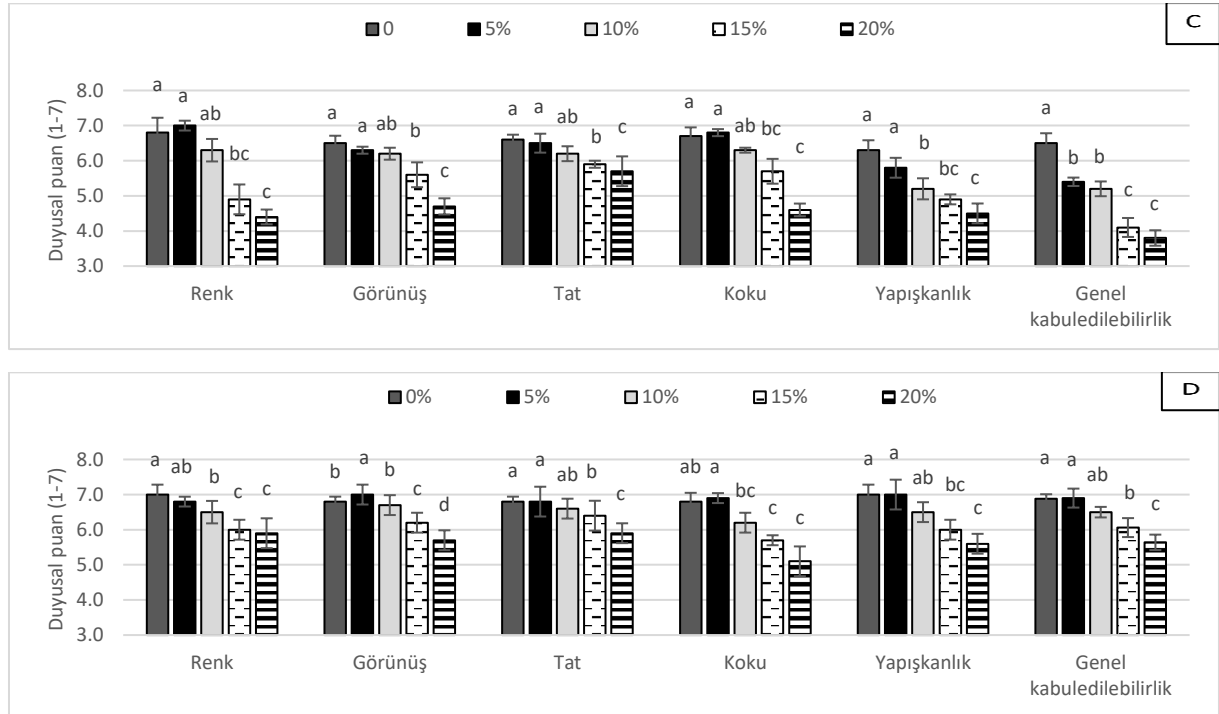 C
0 5% 10% 15% 20%
Duyusal puan (1-7)
8.0
7.0
6.0
5.0
4.0
3.0
a a ab bc c
a a ab b c
a a ab b c
a a ab bc c
a a b bc c
a b b c c
Renk Görünüş Tat Koku Yapışkanlık Genel
kabuledilebilirlik
D
0% 5% 10% 15% 20%
Duyusal puan (1-7)
8.0
7.0
6.0
5.0
4.0
3.0
a ab b c c
b a b c d
a a ab b c
ab a bc c c
a a ab bc c
a a ab b c
Renk Görünüş Tat Koku Yapışkanlık Genel
kabuledilebilirlik